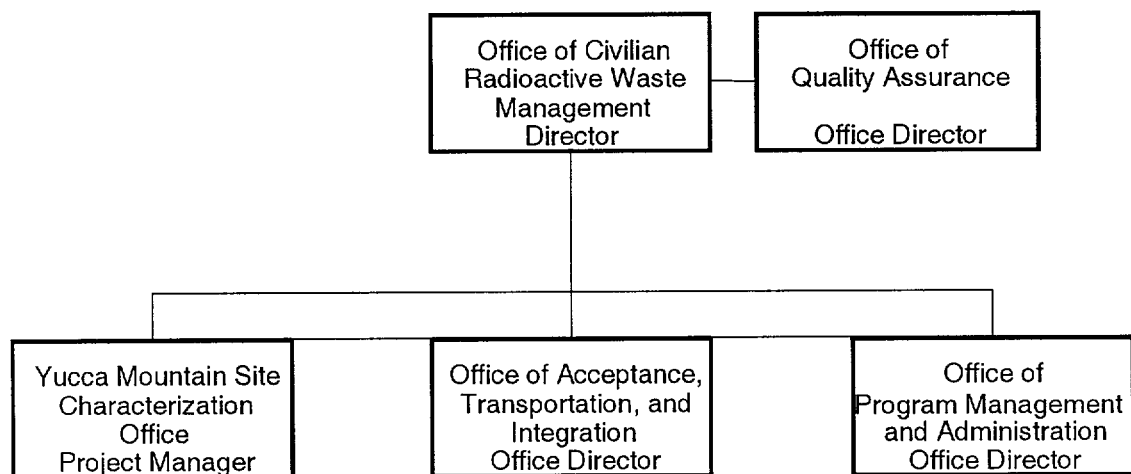 Office of Civilian
Radioactive Waste
Management
Director
Office of
Quality Assurance
Office Director
Yucca Mountain Site
Characterization
Office
Project Manager
Office of Acceptance,
Transportation, and
Integration
Office Director
Office of
Program Management
and Administration
Office Director